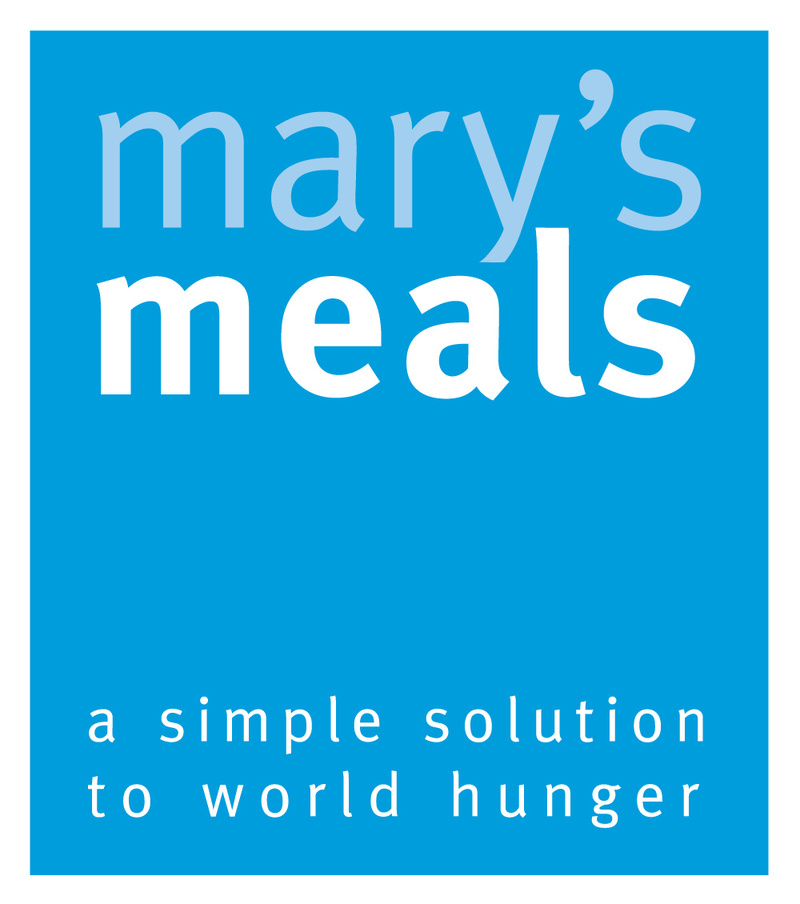 mary’s
meals
a simple solution
to world hunger